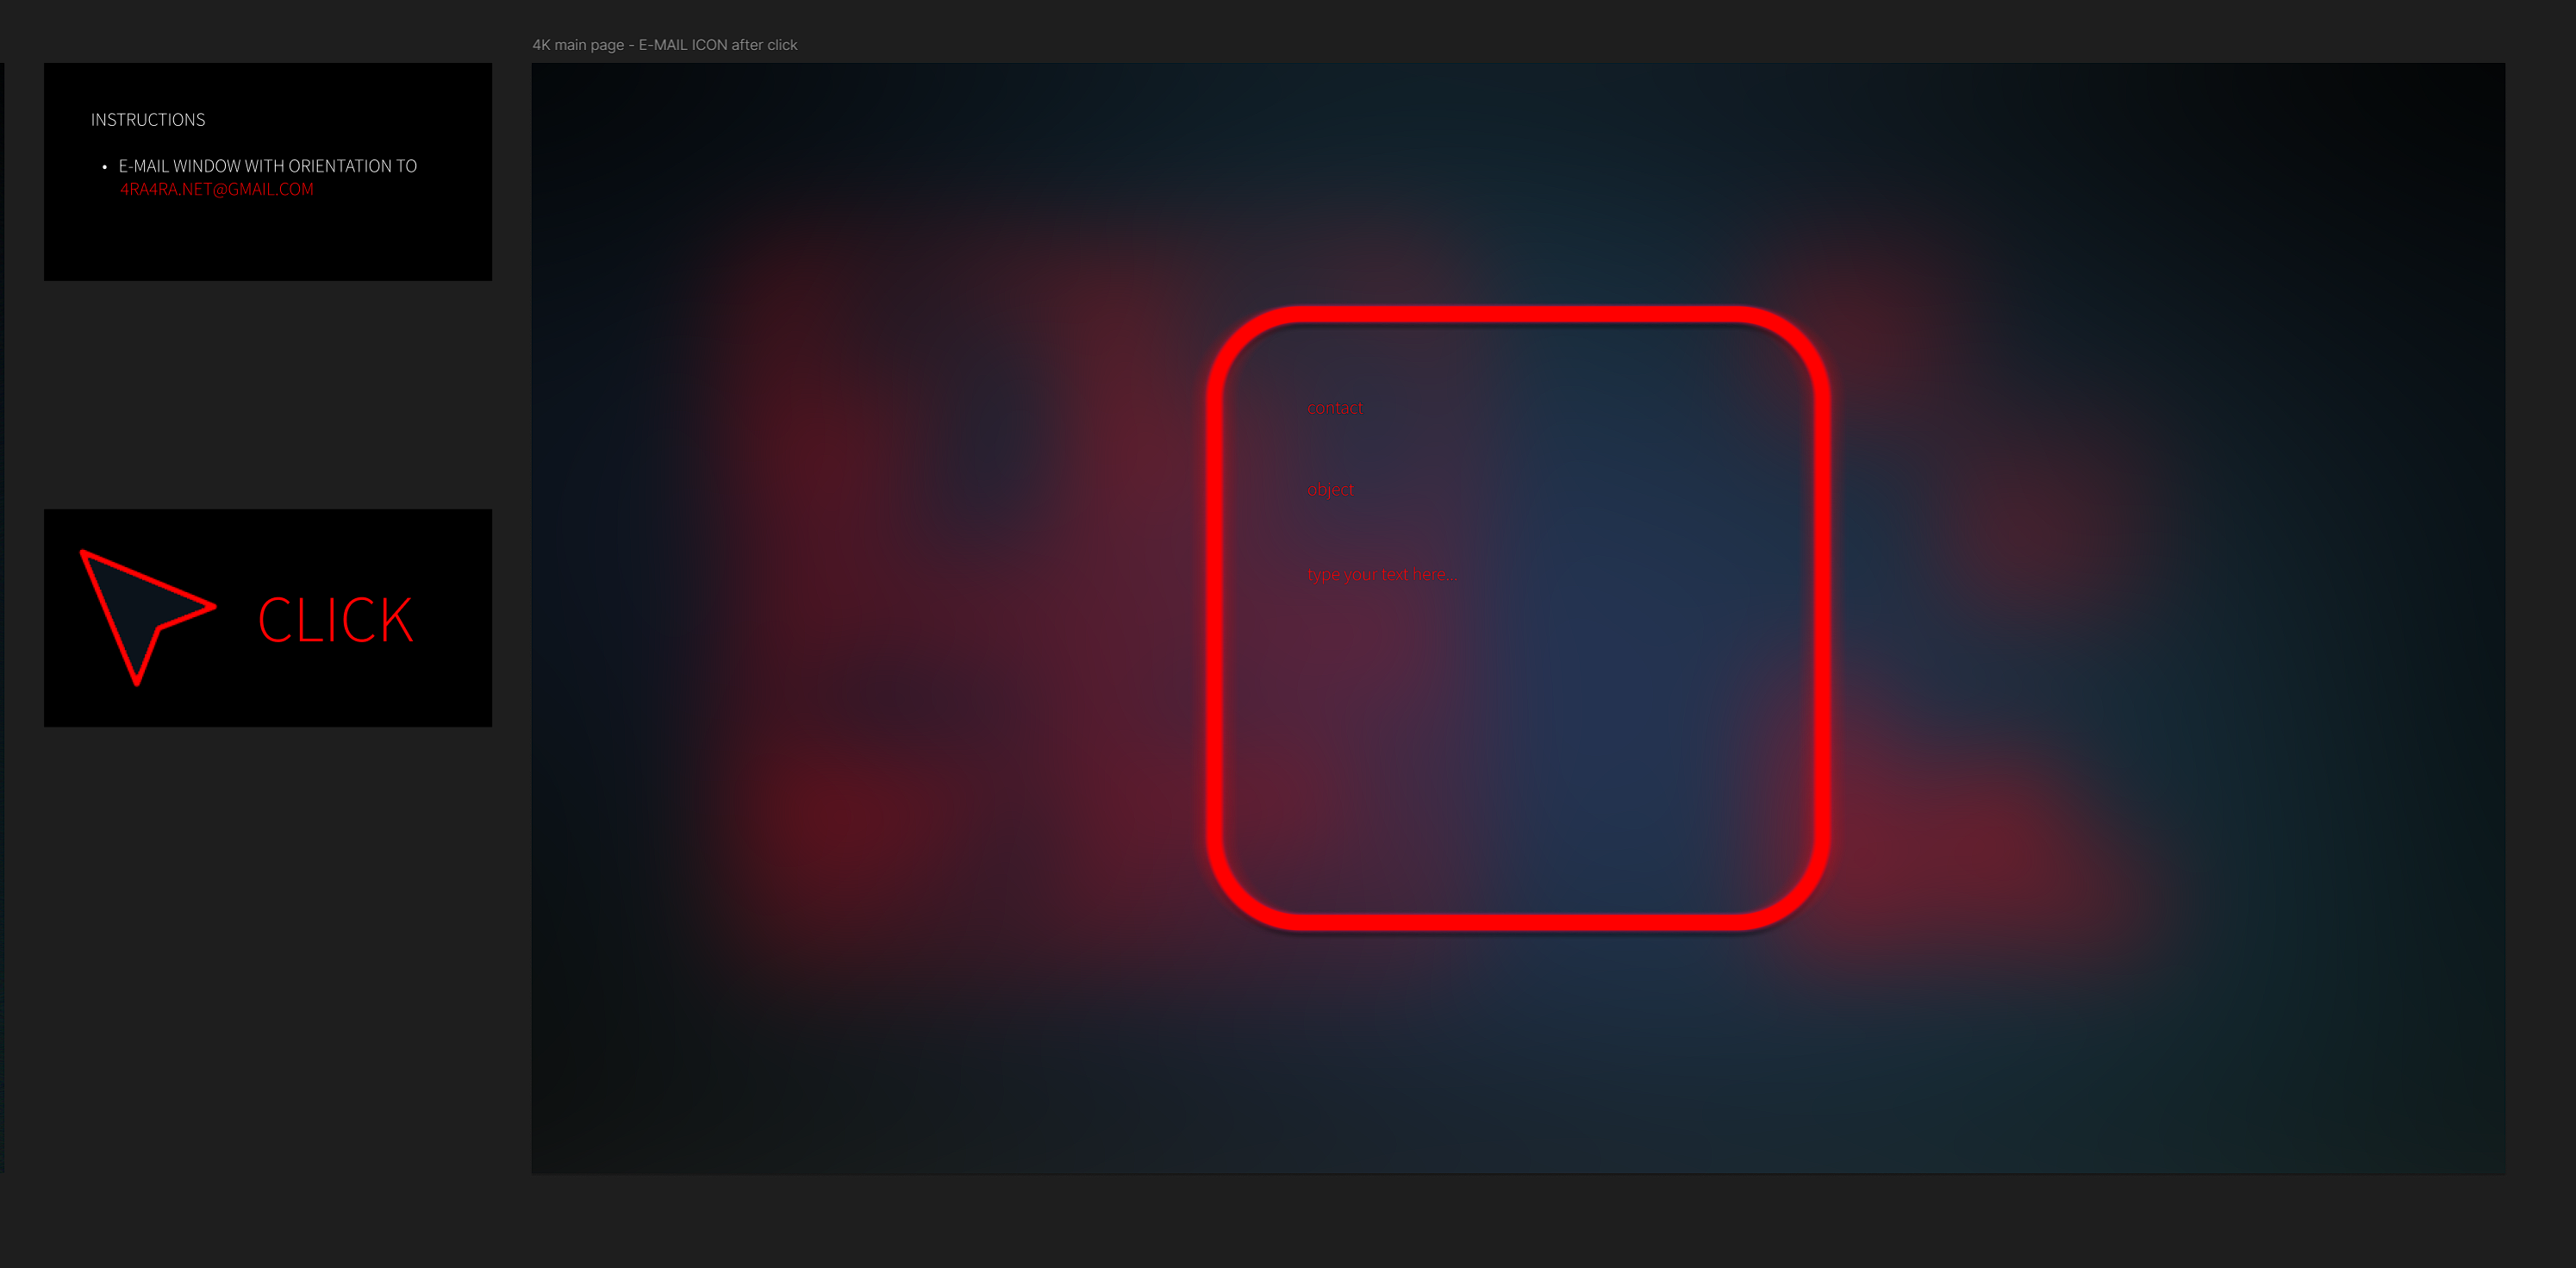 4K main page - E-MAIL ICON after click
INSTRUCTIONS
• E-MAIL WINDOW WITH ORIENTATION TO
4RA4RA.NET@GMAIL.COM
CLICK
contact
object
type your text here...